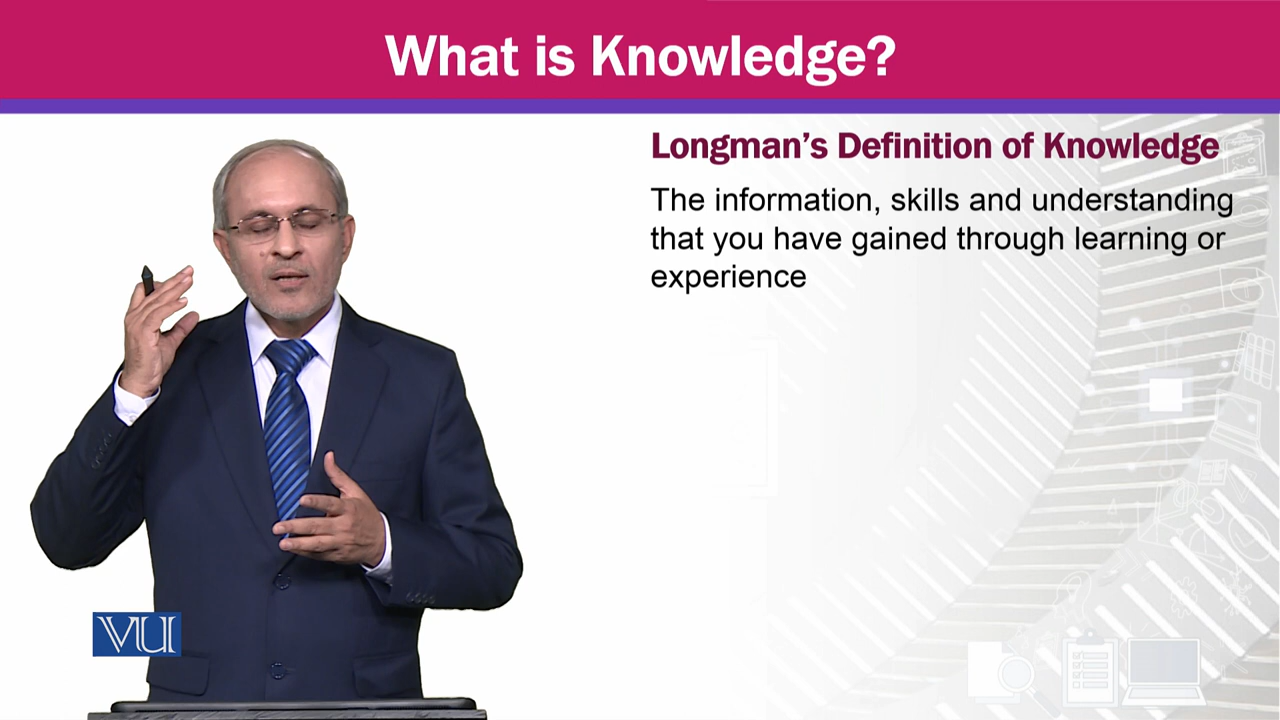 What is Knowledge?
Longman's Definition of Knowledge
The information, skills and understanding
that you have gained through learning or
experience
VU